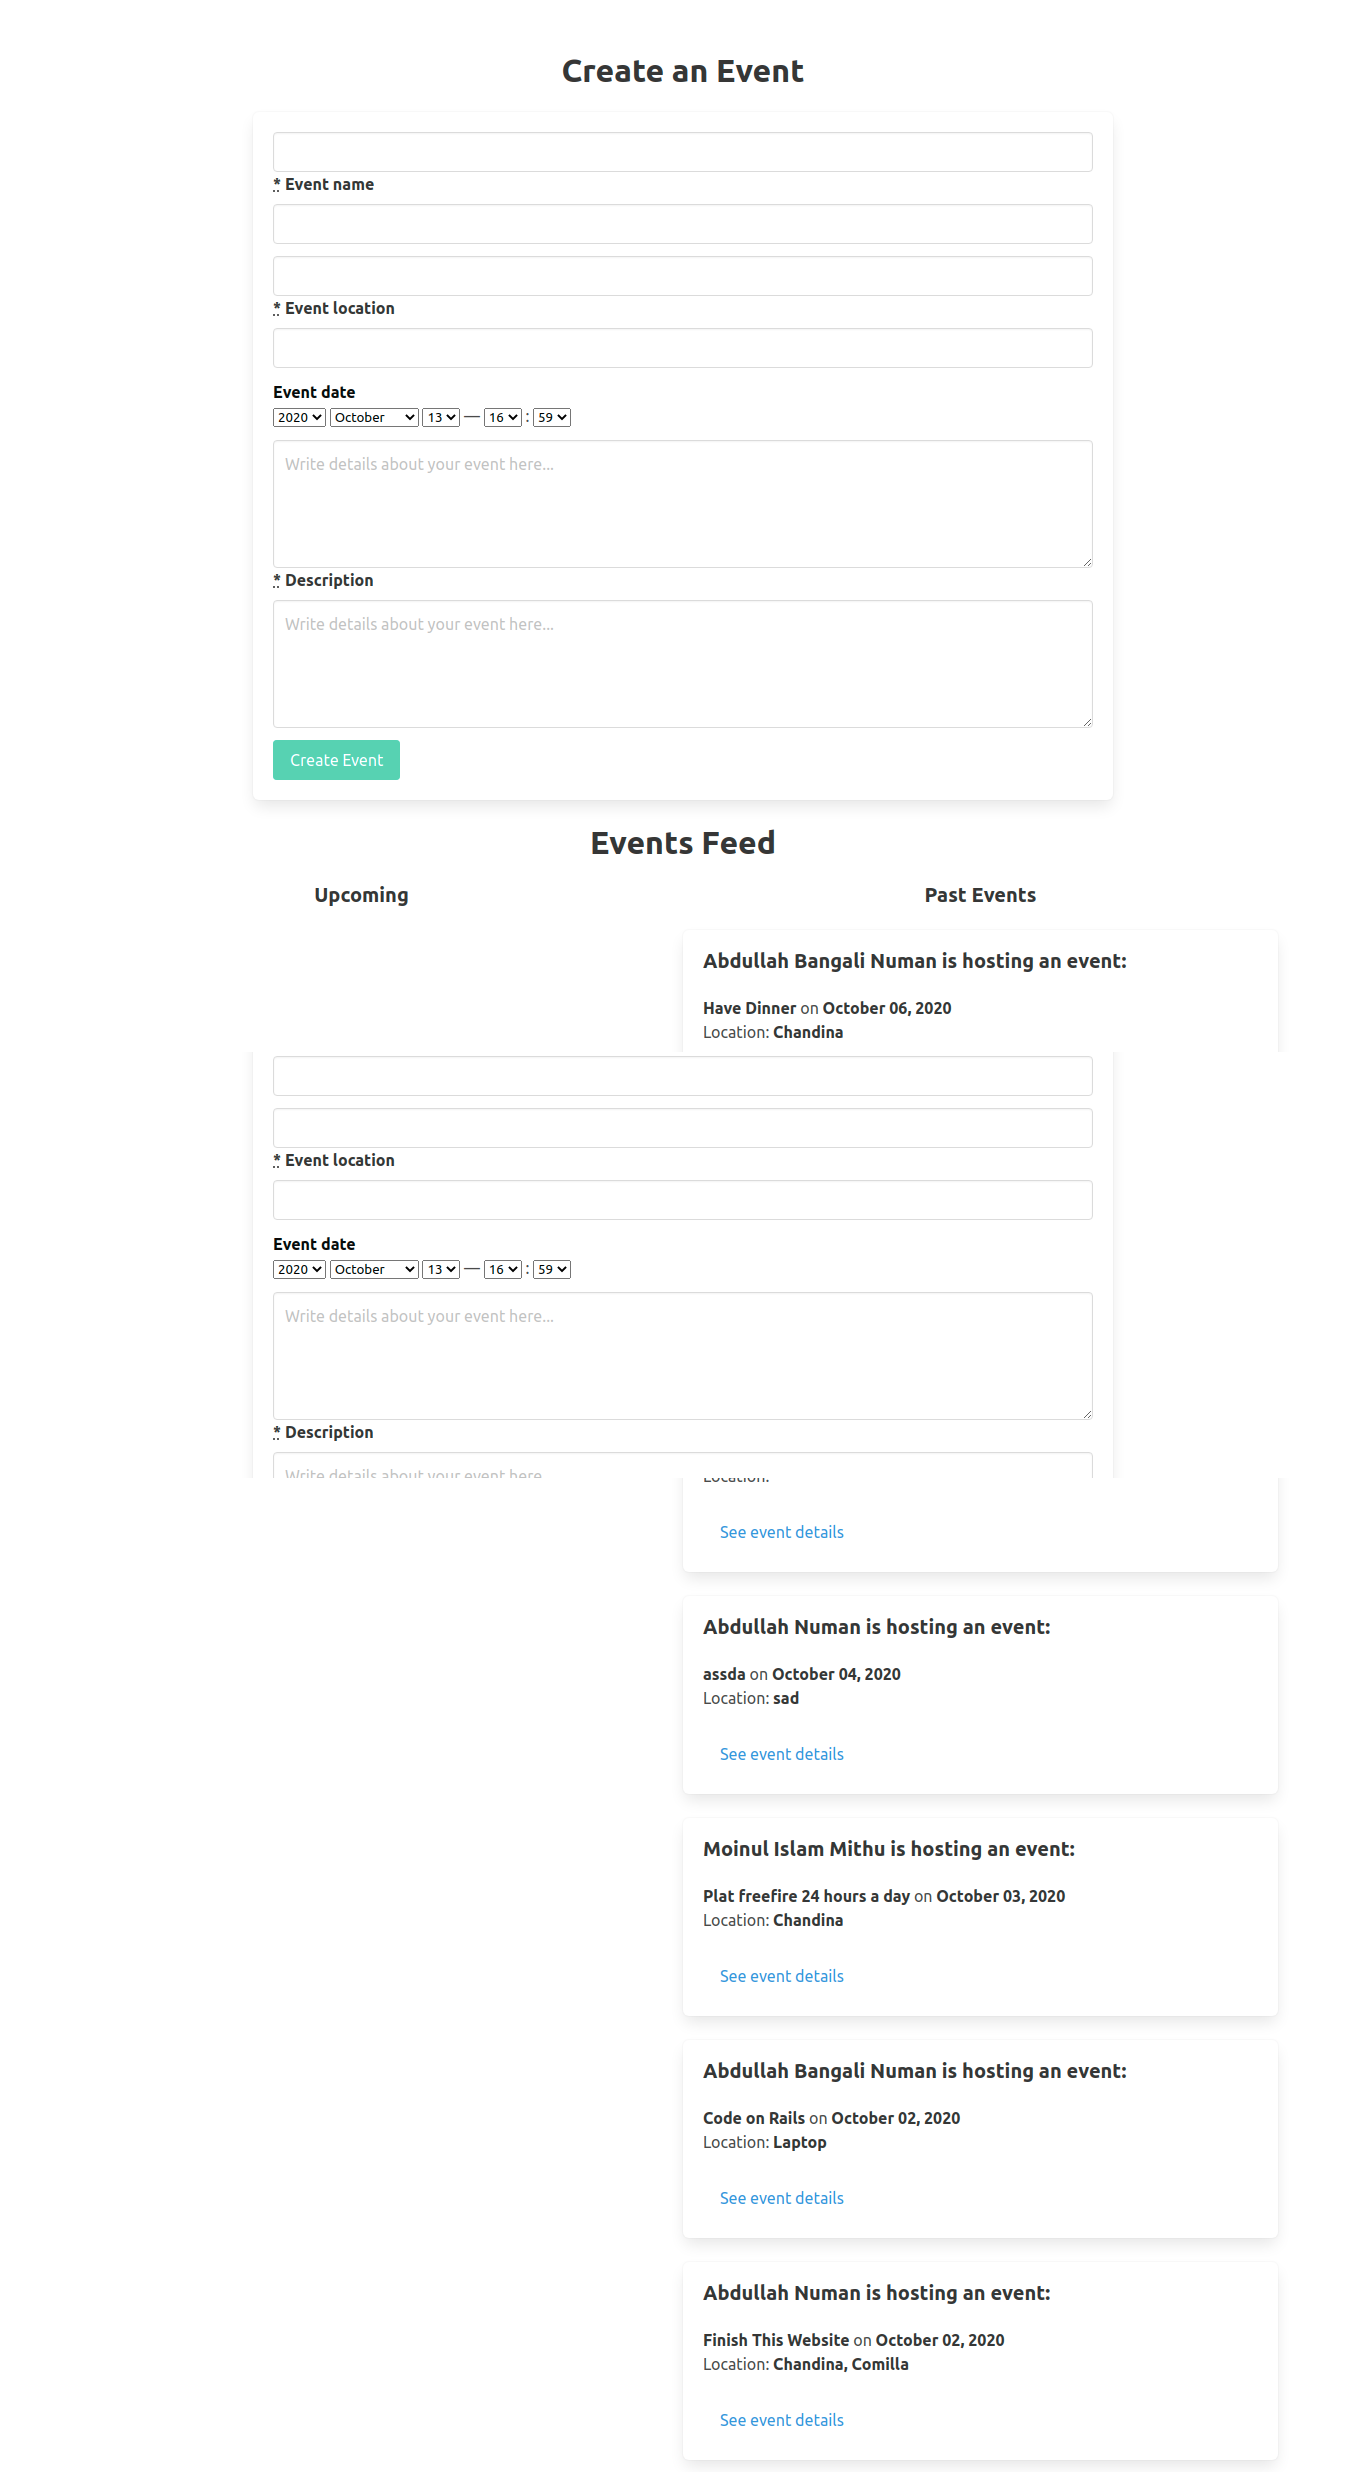 Create an Event
* Event name
* Event location
Event date
2020 October 13 — 16 : 59
Write details about your event here...
* Description
Write details about your event here...
Create Event
Events Feed
Upcoming
Past Events
Abdullah Bangali Numan is hosting an event:
Have Dinner on October 06, 2020
Location: Chandina
* Event location
Event date
2020 October 13 — 16 : 59
Write details about your event here...
* Description
Write details about your event here
Location:
See event details
Abdullah Numan is hosting an event:
assda on October 04, 2020
Location: sad
See event details
Moinul Islam Mithu is hosting an event:
Plat freefire 24 hours a day on October 03, 2020
Location: Chandina
See event details
Abdullah Bangali Numan is hosting an event:
Code on Rails on October 02, 2020
Location: Laptop
See event details
Abdullah Numan is hosting an event:
Finish This Website on October 02, 2020
Location: Chandina, Comilla
See event details